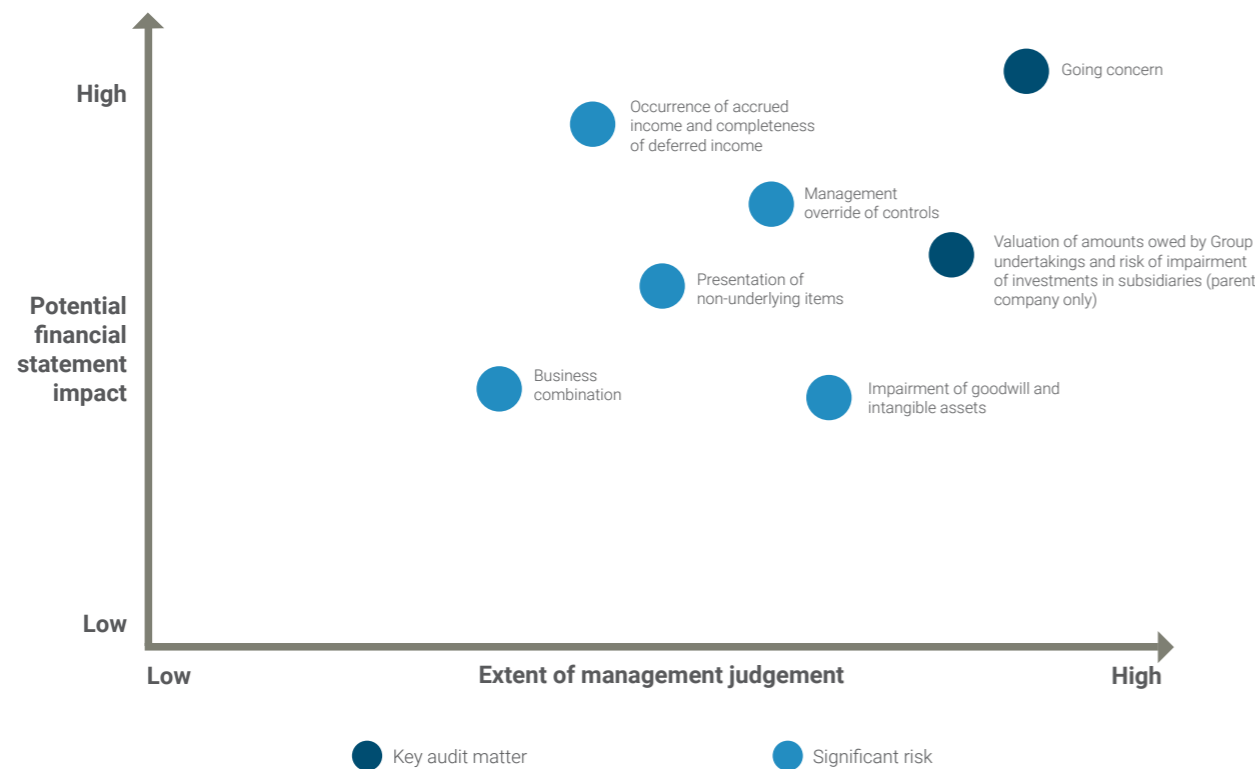 High
Going concern
Occurrence of accrued
income and completeness
of deferred income
Management
override of controls
Valuation of amounts owed by Group
undertakings and risk of impairment
of investments in subsidiaries (parent
company only)
Presentation of
non-underlying items
Potential
financial
statement
impact
Business
combination
Impairment of goodwill and
intangible assets
Low
Low
Extent of management judgement
High
Key audit matter
Significant risk